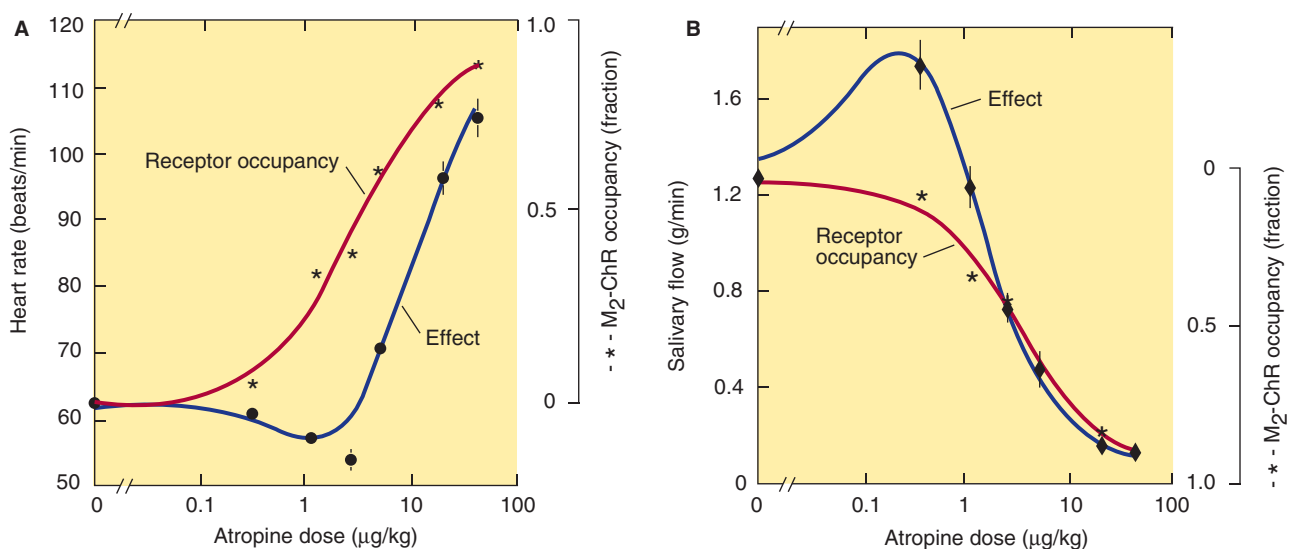 A
120
110
100
90
80
70
60
50
Heart rate (beats/min)
Receptor occupancy
Effect
0
0.1
1
10
100
Atropine dose (μg/kg)
1.0
0.5
0
- * - M2-ChR occupancy (fraction)
B
1.6
1.2
0.8
0.4
0
Salivary flow (g/min)
Effect
Receptor
occupancy
0
0.1
1
10
100
Atropine dose (μg/kg)
0
0.5
1.0
- * - M2-ChR occupancy (fraction)